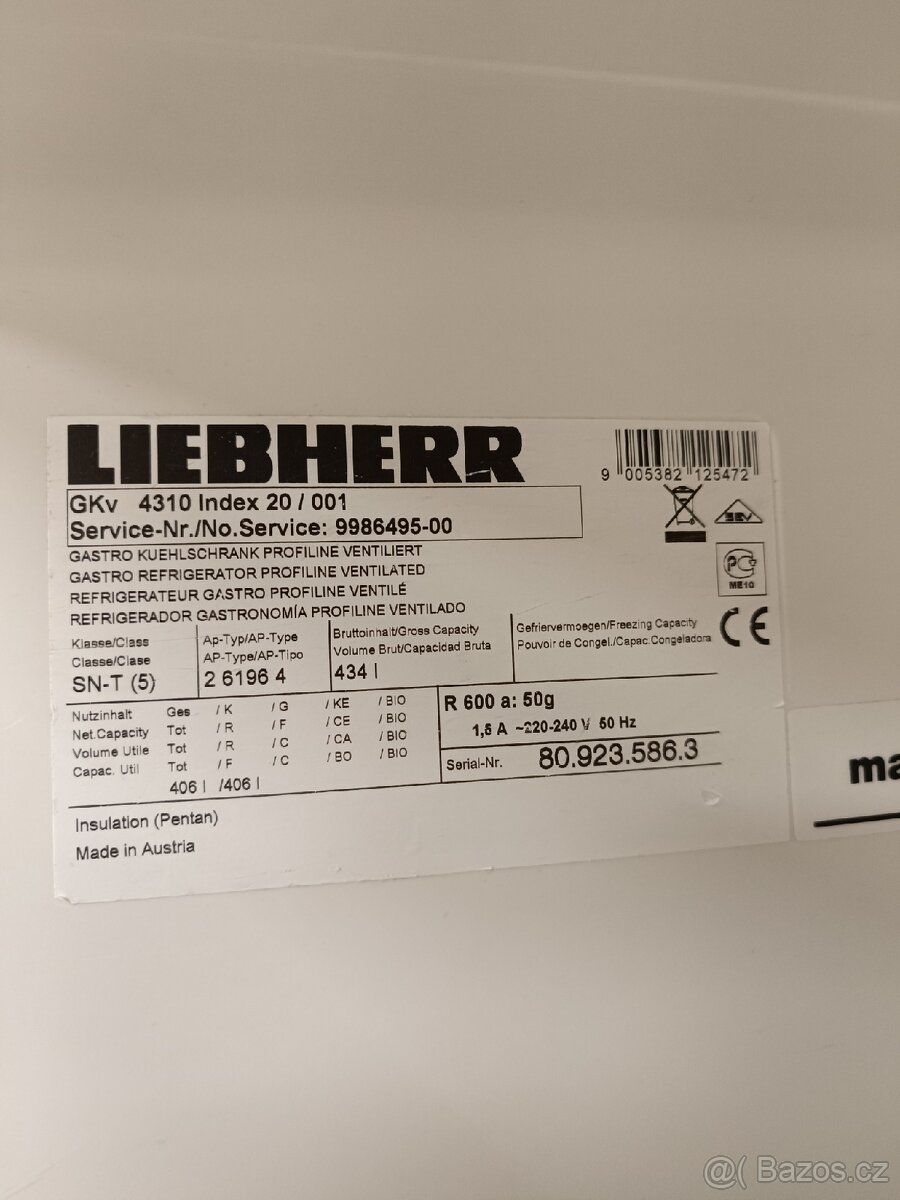 LIEBHERR
9 005382 125472
GKv 4310 Index 20 / 001
Service-Nr./No.Service: 9986495-00
GASTRO KUEHLSCHRANK PROFILINE VENTILIERT
GASTRO REFRIGERATOR PROFILINE VENTILATED
REFRIGERATEUR GASTRO PROFILINE VENTILÉ
REFRIGERADOR GASTRONOMÍA PROFILINE VENTILADO
SEV
PG
ME10
CE
Klasse/Class
Classe/Clase
SN-T (5)
Ap-Typ/AP-Type
AP-Type/AP-Tipo
2 6196 4
Bruttoinhalt/Gross Capacity
Volume Brut/Capacidad Bruta
434 l
Gefriervermoegen/Freezing Capacity
Pouvoir de Congel./Capac.Congeladora
Nutzinhalt Ges / K / G / KE / BIO
Net.Capacity Tot / R / F / CE / BIO
Volume Utile Tot / R / C / CA / BIO
Capac. Util Tot / F / C / BO / BIO
406 l /406 l
R 600 a: 50g
1,5 A ~220-240 V 50 Hz
Serial-Nr. 80.923.586.3
Insulation (Pentan)
Made in Austria
ma
@( Bazos.cz